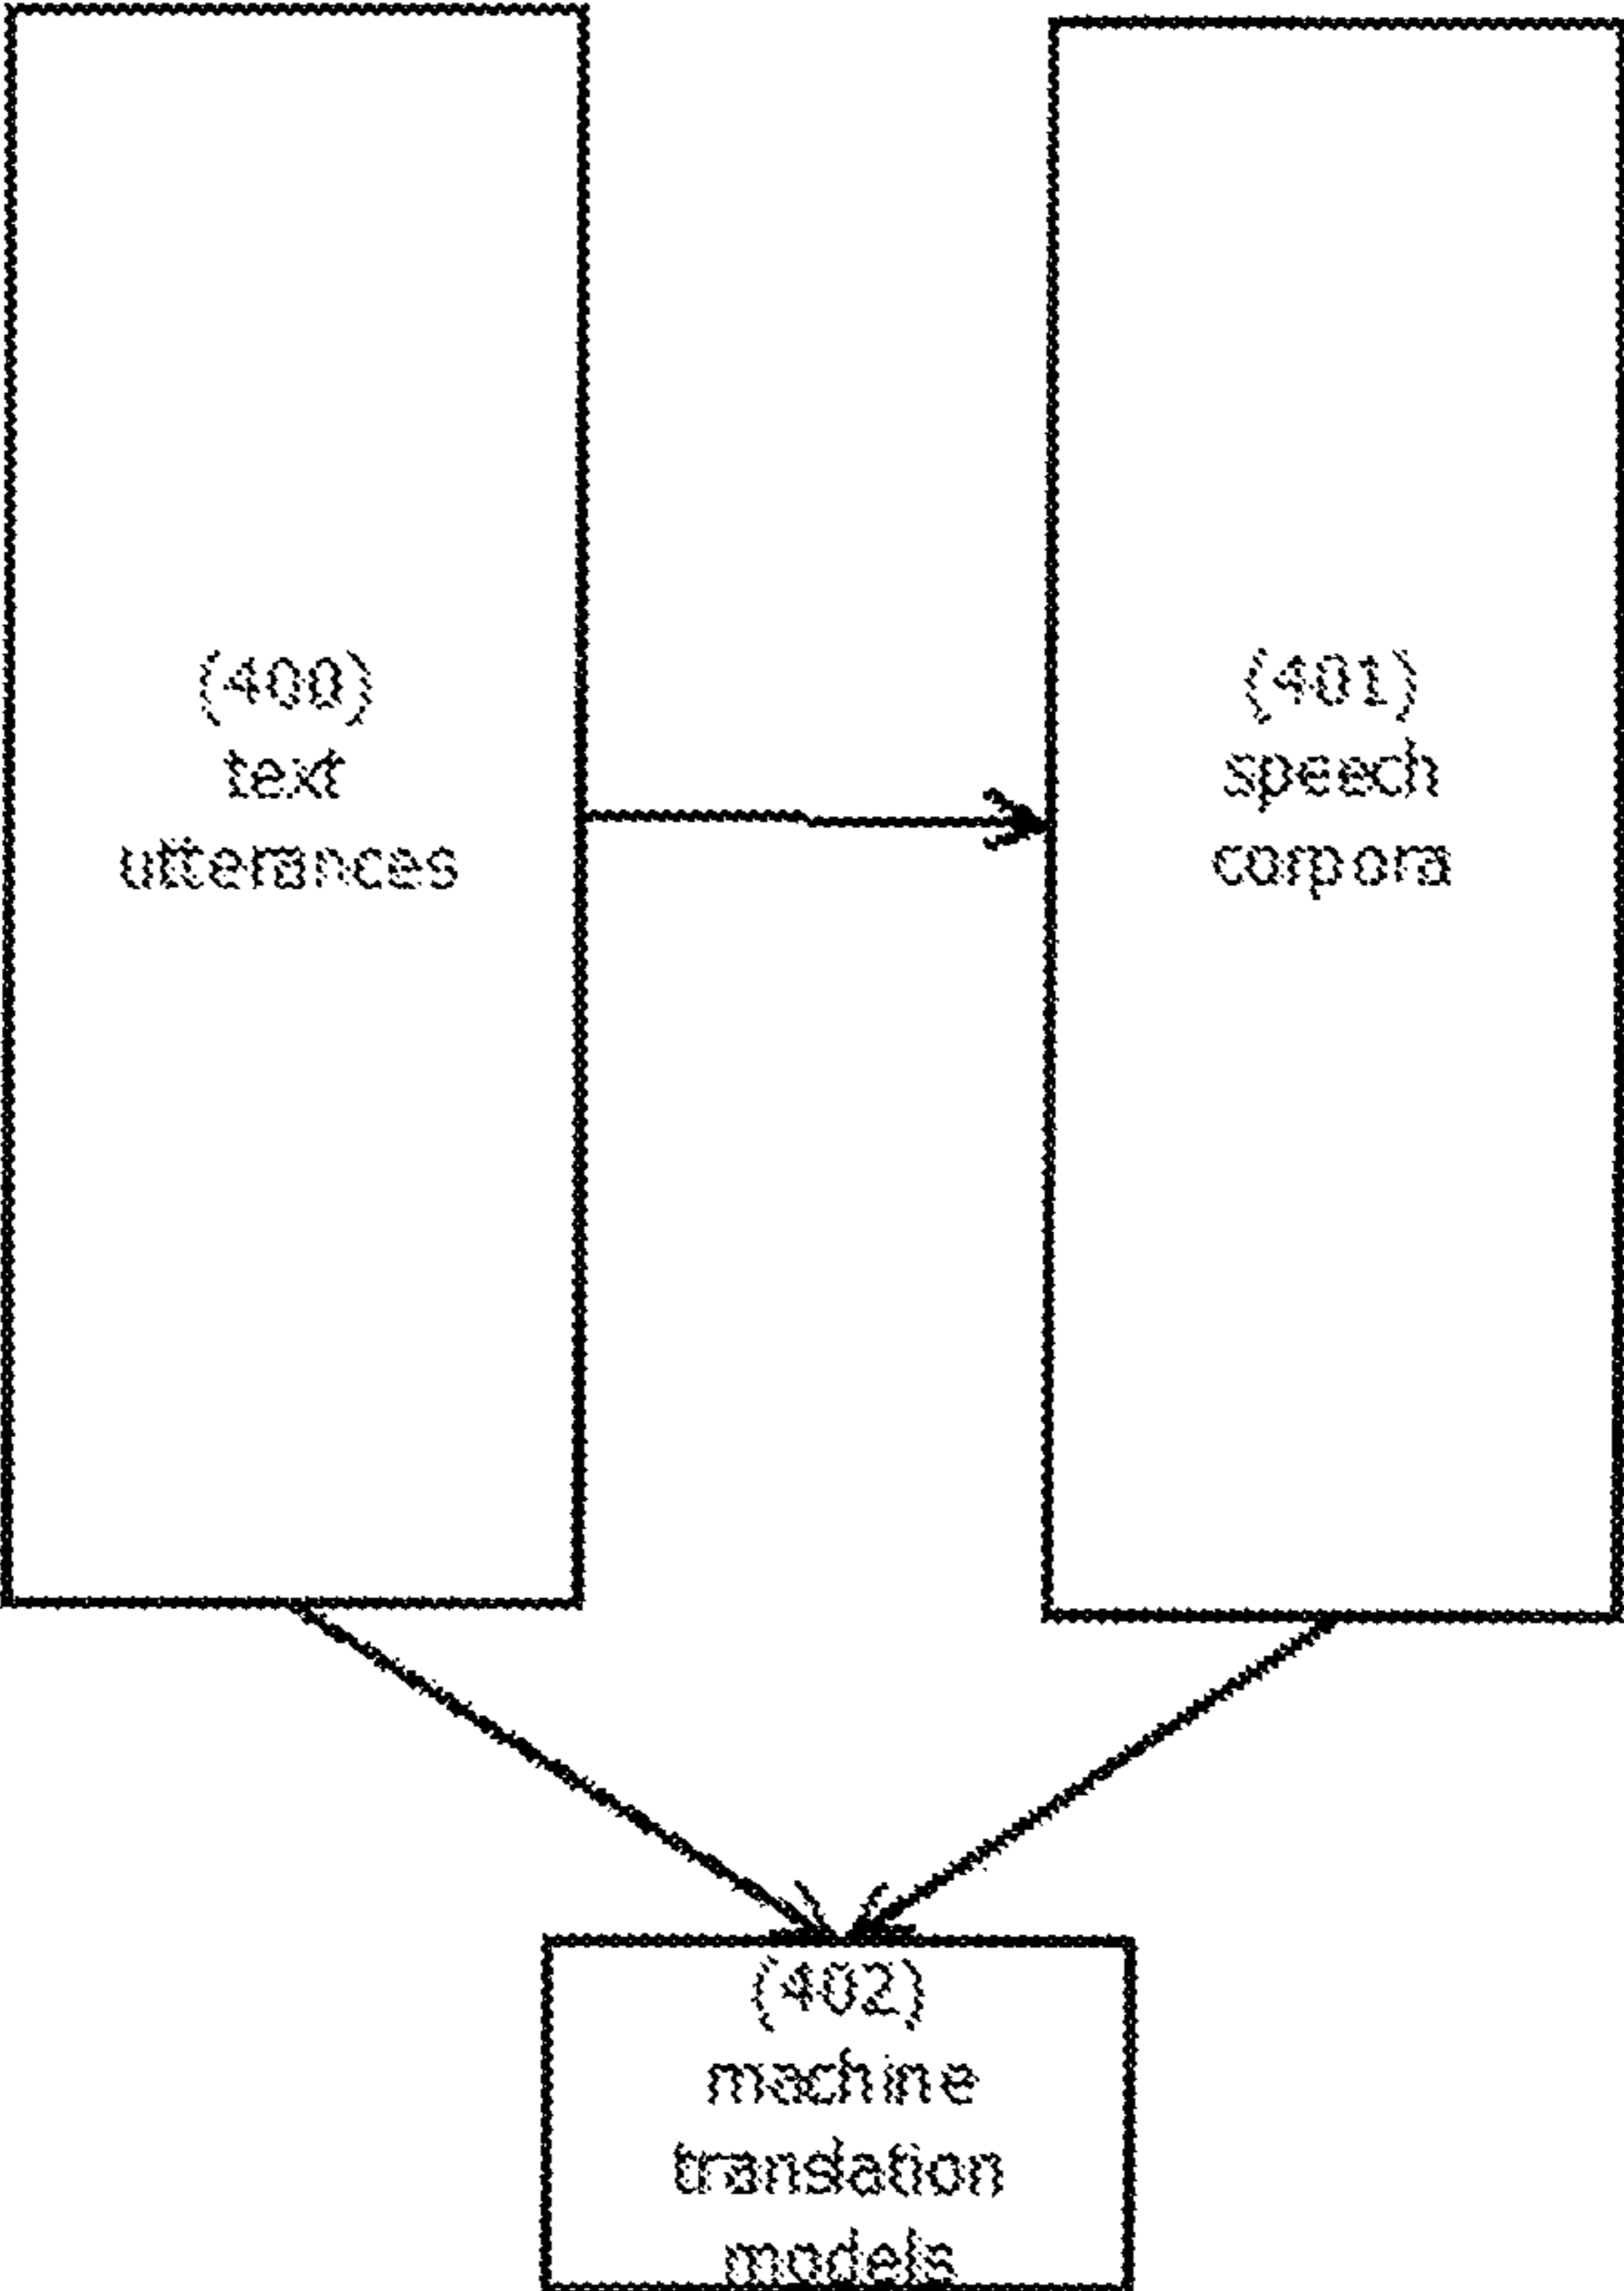 (400)
text
utterances
(401)
speech
corpora
(402)
machine
translation
models